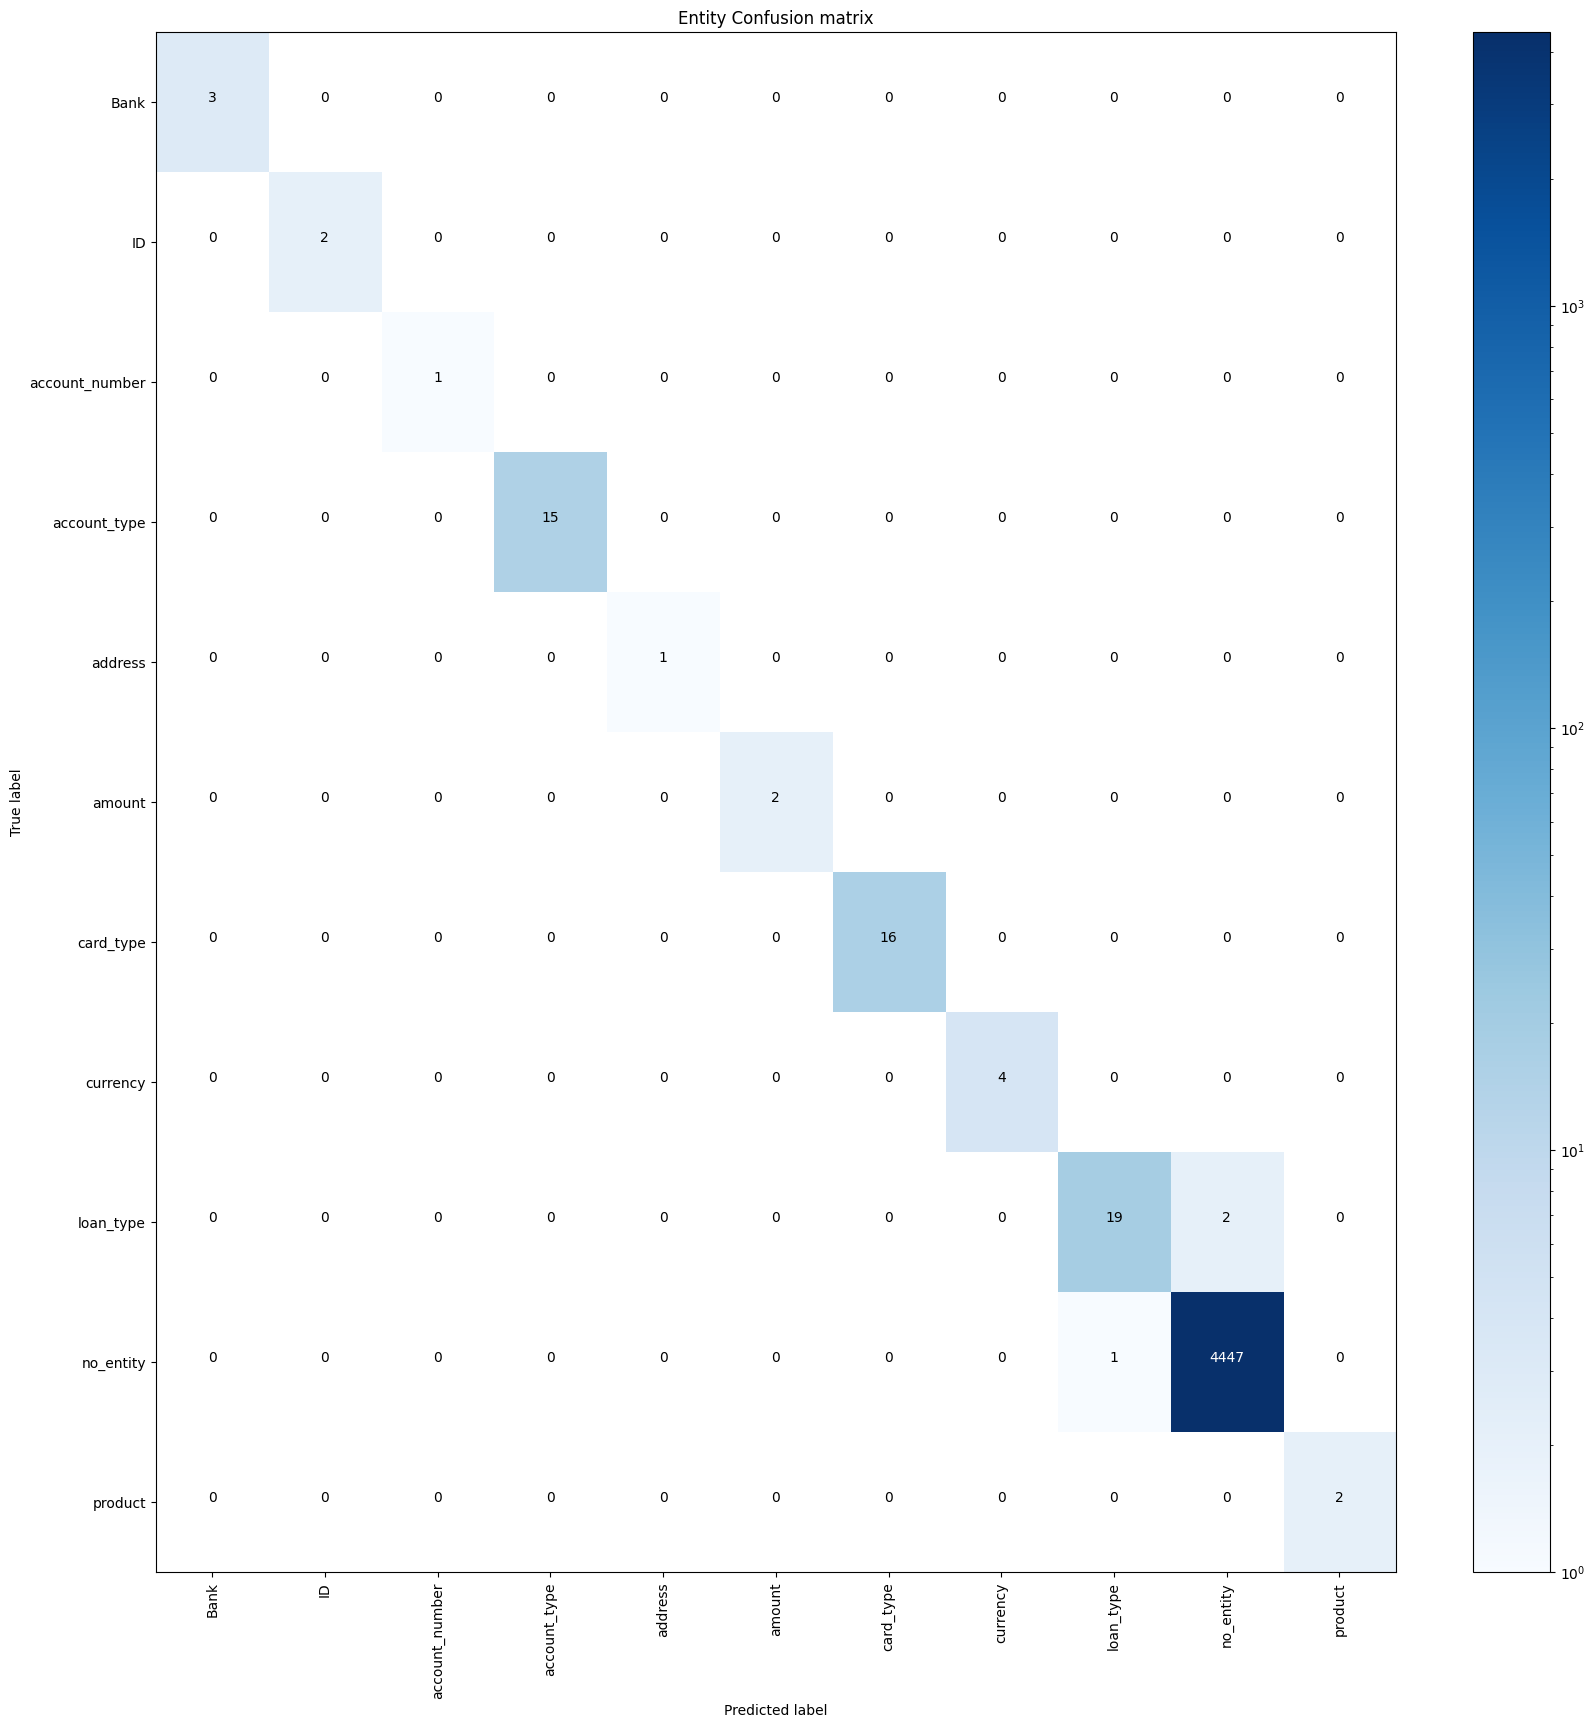 Entity Confusion matrix
Bank 3 0 0 0 0 0 0 0 0 0 0
ID 0 2 0 0 0 0 0 0 0 0 0
account_number 0 0 1 0 0 0 0 0 0 0 0
account_type 0 0 0 15 0 0 0 0 0 0 0
address 0 0 0 0 1 0 0 0 0 0 0
amount 0 0 0 0 0 2 0 0 0 0 0
card_type 0 0 0 0 0 0 16 0 0 0 0
currency 0 0 0 0 0 0 0 4 0 0 0
loan_type 0 0 0 0 0 0 0 0 19 2 0
no_entity 0 0 0 0 0 0 0 0 1 4447 0
product 0 0 0 0 0 0 0 0 0 0 2
True label
Bank ID account_number account_type address amount card_type currency loan_type no_entity product
Predicted label
10³
10²
10¹
10⁰